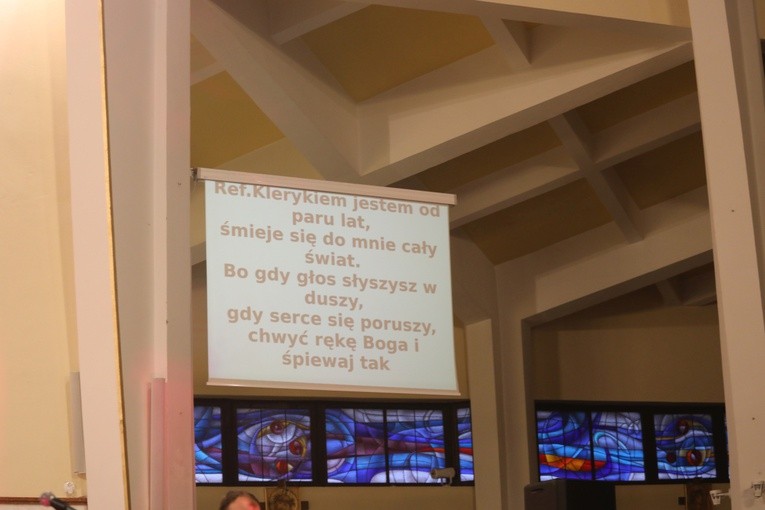 Ref.Klerykiem jestem od
paru lat,
śmieje się do mnie cały
świat.
Bo gdy głos słyszysz w
duszy,
gdy serce się poruszy,
chwyć rękę Boga i
śpiewaj tak